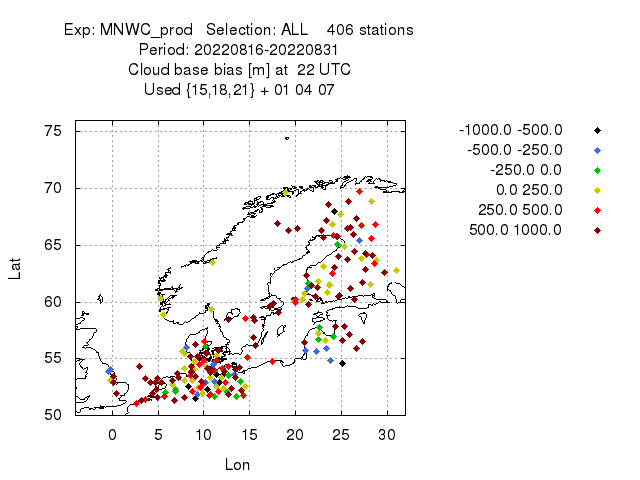 Exp: MNWC_prod   Selection: ALL    406 stations
Period: 20220816-20220831
Cloud base bias [m] at  22 UTC
Used {15,18,21} + 01 04 07
-1000.0 -500.0
-500.0 -250.0
-250.0 0.0
0.0 250.0
250.0 500.0
500.0 1000.0
75
70
65
60
55
50
Lat
0 5 10 15 20 25 30
Lon